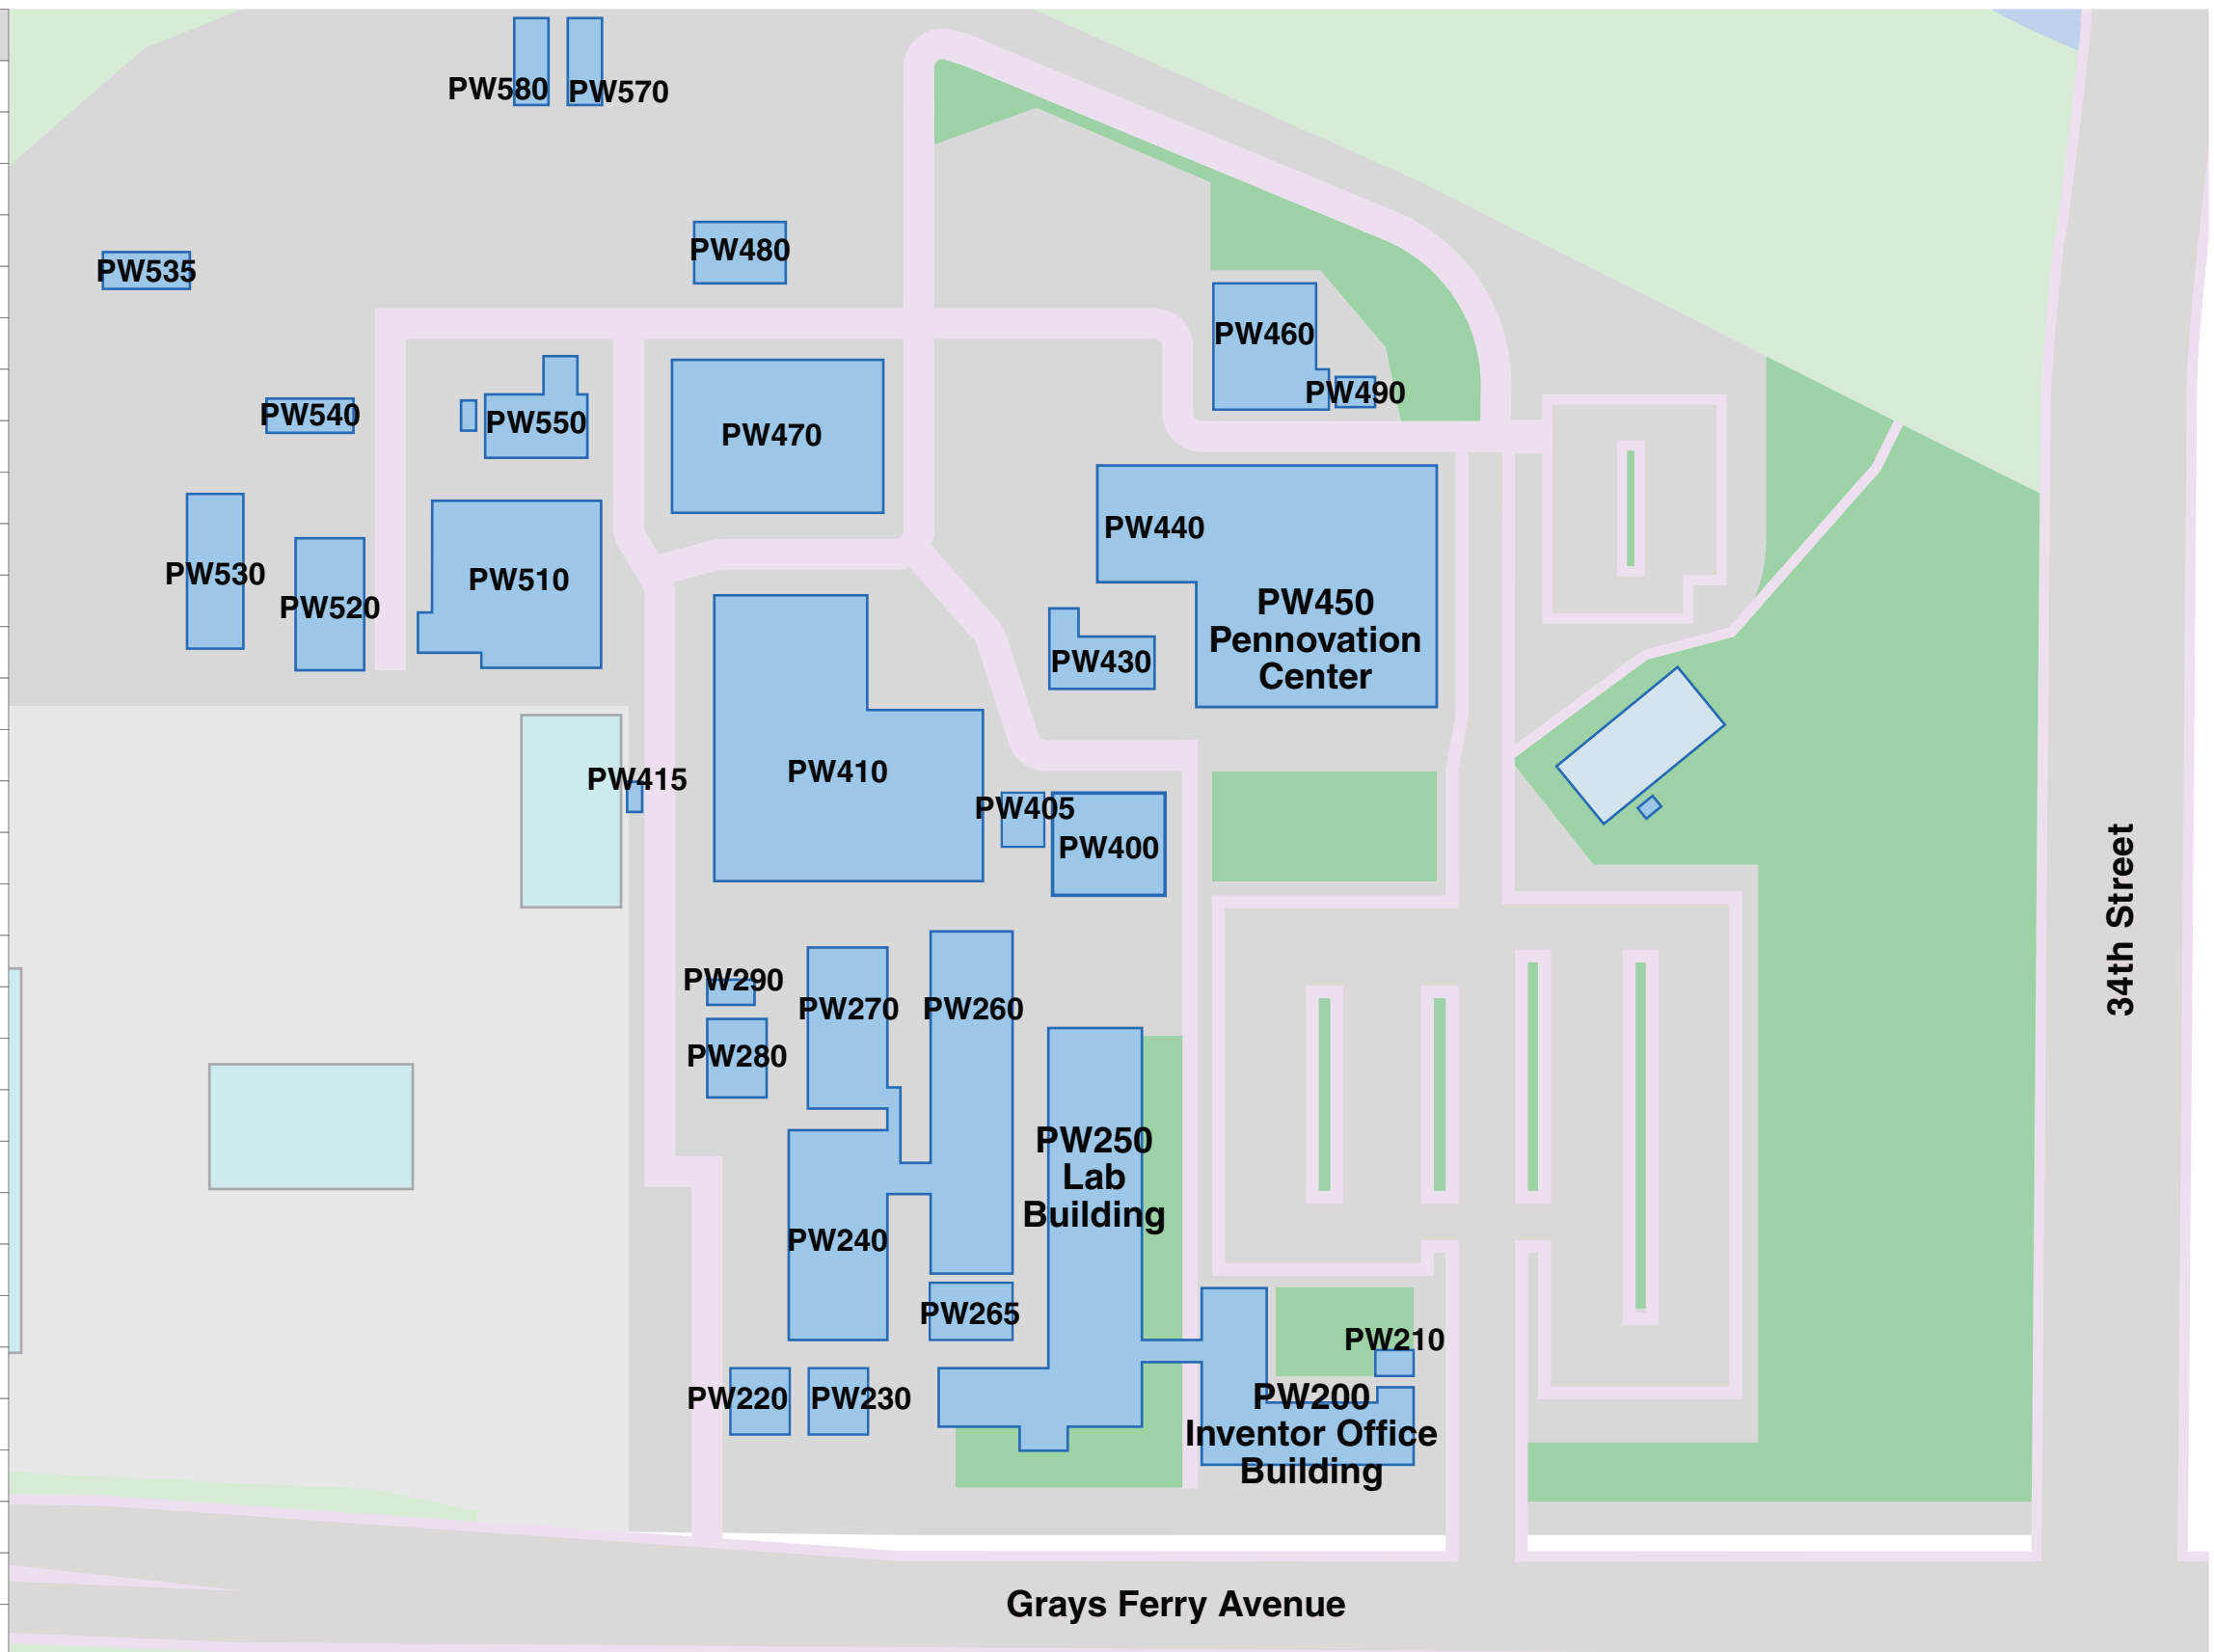 PW580
PW570
PW480
PW535
PW460
PW490
PW540
PW550
PW470
PW440
PW530
PW520
PW510
PW450
Pennovation
Center
PW430
PW415
PW410
PW405
PW400
34th Street
PW290
PW270
PW260
PW280
PW250
Lab
Building
PW240
PW265
PW210
PW220
PW230
PW200
Inventor Office
Building
Grays Ferry Avenue